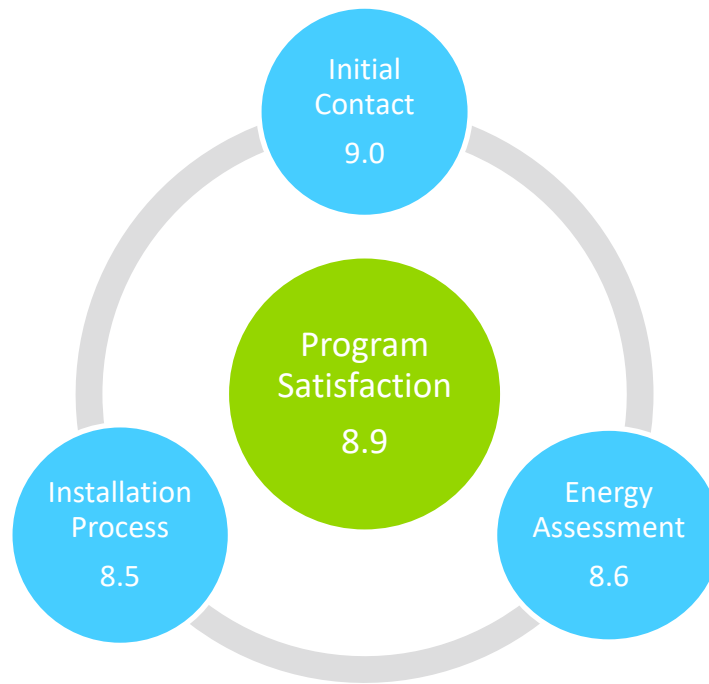 Initial
Contact
9.0
Program
Satisfaction
8.9
Installation
Process
8.5
Energy
Assessment
8.6